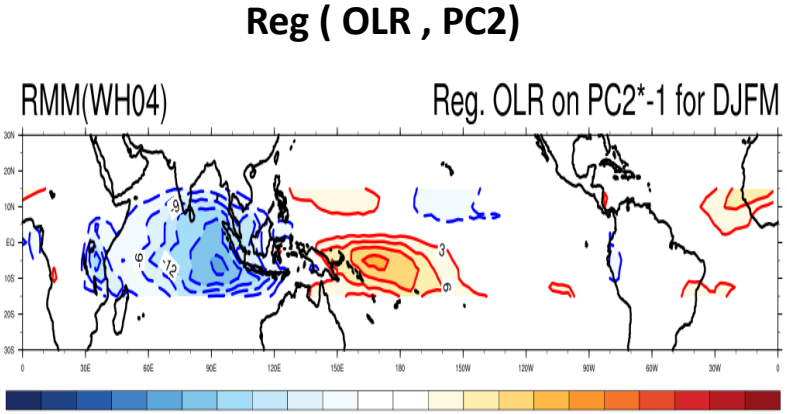 Reg ( OLR , PC2)
RMM(WH04) Reg. OLR on PC2*-1 for DJFM
30N
20N
10N
EQ
10S
20S
30S
-9
-6
-12
3
6
0 30E 60E 90E 120E 150E 180 150W 120W 90W 60W 30W 0